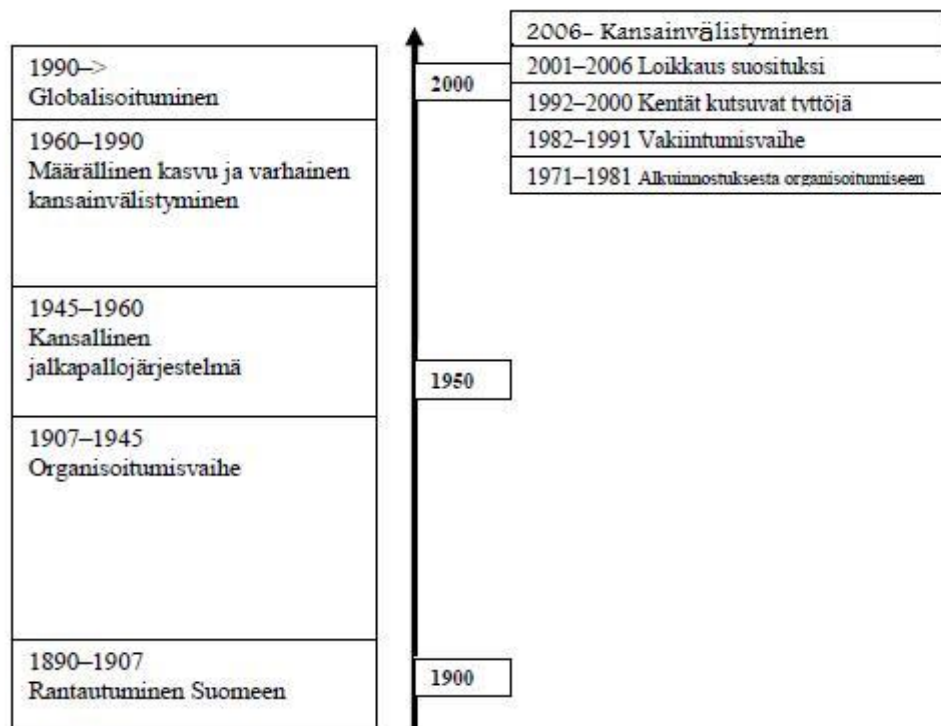 1990–>
Globalisoituminen
1960–1990
Määrällinen kasvu ja varhainen
kansainvälistyminen
1945–1960
Kansallinen
jalkapallojärjestelmä
1907–1945
Organisoitumisvaihe
1890–1907
Rantautuminen Suomeen
2000
1950
1900
2006– Kansainvälistyminen
2001–2006 Loikkaus suosituksi
1992–2000 Kentät kutsuvat tyttöjä
1982–1991 Vakiintumisvaihe
1971–1981 Alkuinnostuksesta organisoitumiseen